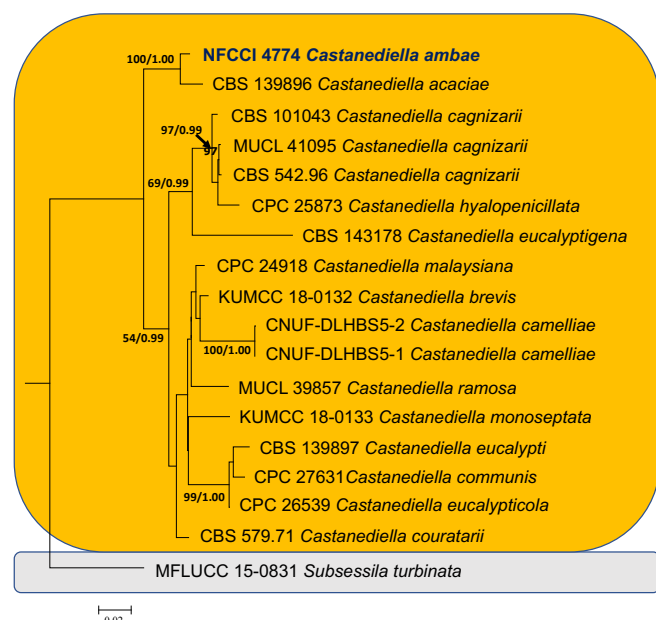 NFCCI 4774 Castanediella ambae
100/1.00
CBS 139896 Castanediella acaciae
CBS 101043 Castanediella cagnizarii
97/0.99
97
MUCL 41095 Castanediella cagnizarii
CBS 542.96 Castanediella cagnizarii
69/0.99
CPC 25873 Castanediella hyalopenicillata
CBS 143178 Castanediella eucalyptigena
CPC 24918 Castanediella malaysiana
KUMCC 18-0132 Castanediella brevis
CNUF-DLHBS5-2 Castanediella camelliae
54/0.99
100/1.00
CNUF-DLHBS5-1 Castanediella camelliae
MUCL 39857 Castanediella ramosa
KUMCC 18-0133 Castanediella monoseptata
CBS 139897 Castanediella eucalypti
CPC 27631Castanediella communis
99/1.00
CPC 26539 Castanediella eucalypticola
CBS 579.71 Castanediella couratarii
MFLUCC 15-0831 Subsessila turbinata
0.02